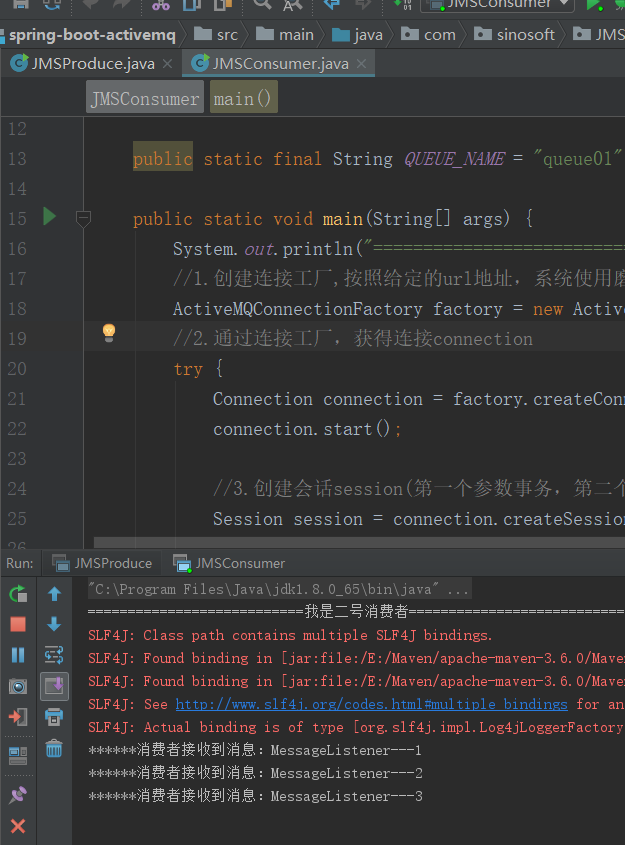 JMSConsumer
spring-boot-activemq src main java com sinosoft JMS
JMSProduce.java JMSConsumer.java
JMSConsumer main()
12
13 public static final String QUEUE_NAME = "queue01"
14
15 public static void main(String[] args) {
16 System.out.println("=========================
17 //1.创建连接工厂,按照给定的url地址，系统使用
18 ActiveMQConnectionFactory factory = new Activ
19 //2.通过连接工厂，获得连接connection
20 try {
21 Connection connection = factory.createCon
22 connection.start();
23
24 //3.创建会话session(第一个参数事务，第二个
25 Session session = connection.createSession
26
Run: JMSProduce JMSConsumer
"C:\Program Files\Java\jdk1.8.0_65\bin\java" ...
===========================我是二号消费者===========================
SLF4J: Class path contains multiple SLF4J bindings.
SLF4J: Found binding in [jar:file:/E:/Maven/apache-maven-3.6.0/Mave
SLF4J: Found binding in [jar:file:/E:/Maven/apache-maven-3.6.0/Mave
SLF4J: See http://www.slf4j.org/codes.html#multiple_bindings for an
SLF4J: Actual binding is of type [org.slf4j.impl.Log4jLoggerFactory
******消费者接收到消息：MessageListener---1
******消费者接收到消息：MessageListener---2
******消费者接收到消息：MessageListener---3